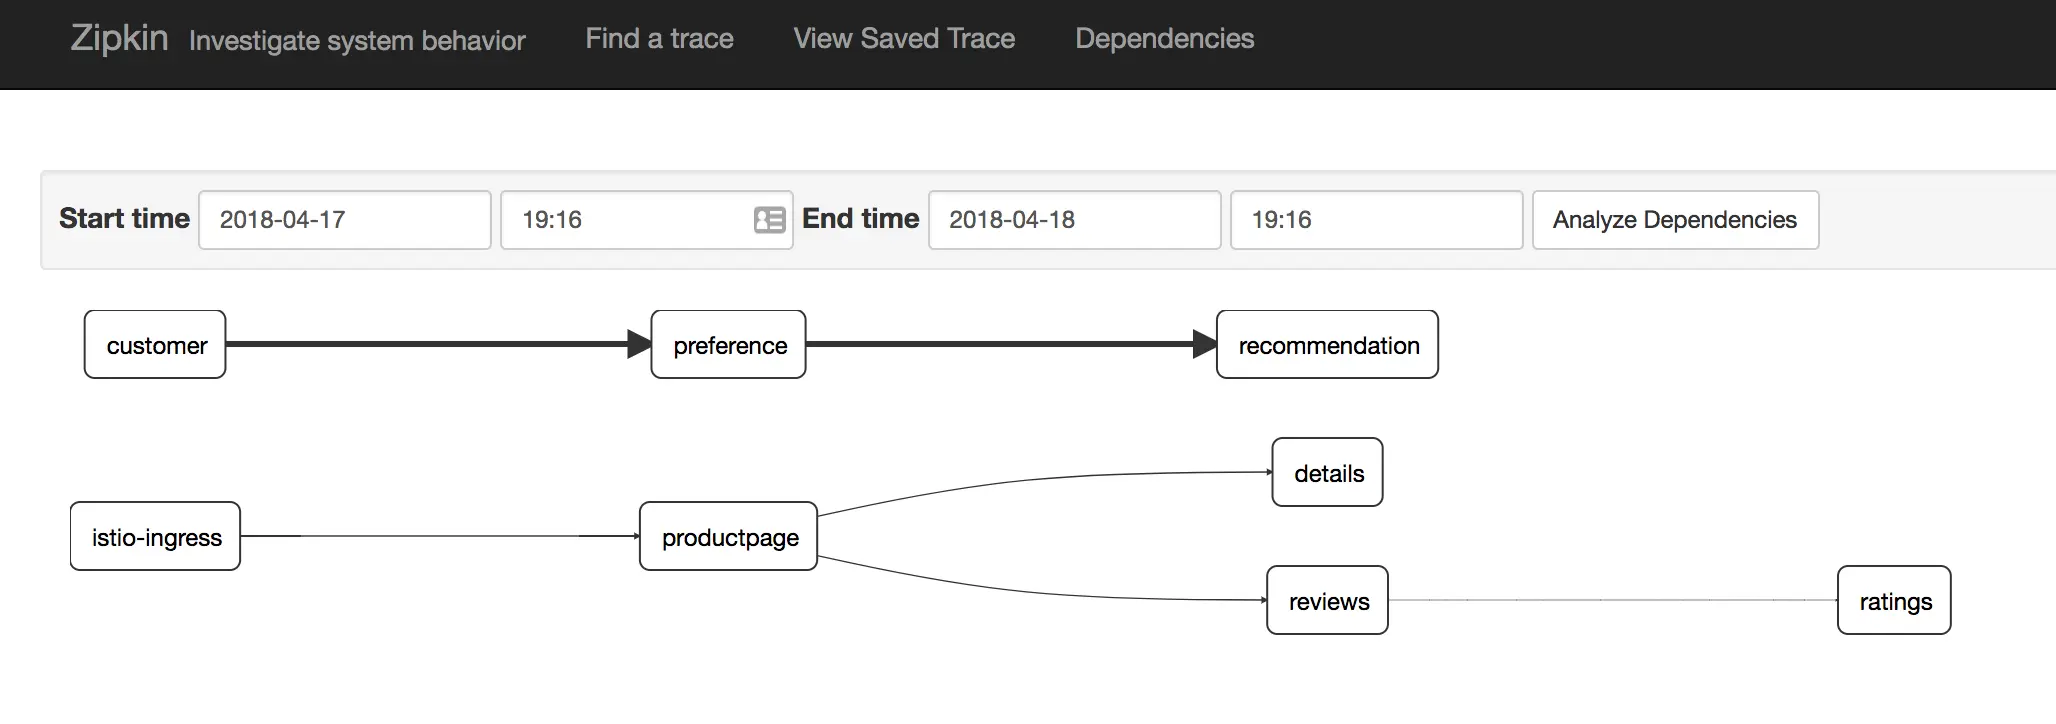 Zipkin Investigate system behavior Find a trace View Saved Trace Dependencies
Start time 2018-04-17 19:16 End time 2018-04-18 19:16 Analyze Dependencies
customer preference recommendation
details
istio-ingress productpage
reviews ratings